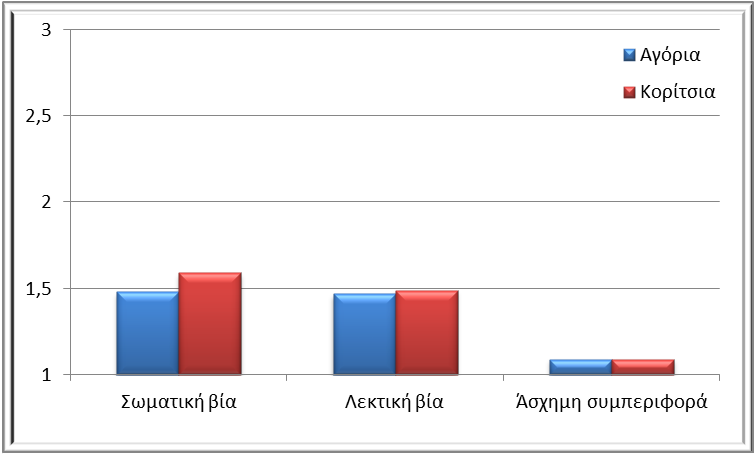 3
2,5
2
1,5
1
Αγόρια
Κορίτσια
Σωματική βία
Λεκτική βία
Άσχημη συμπεριφορά